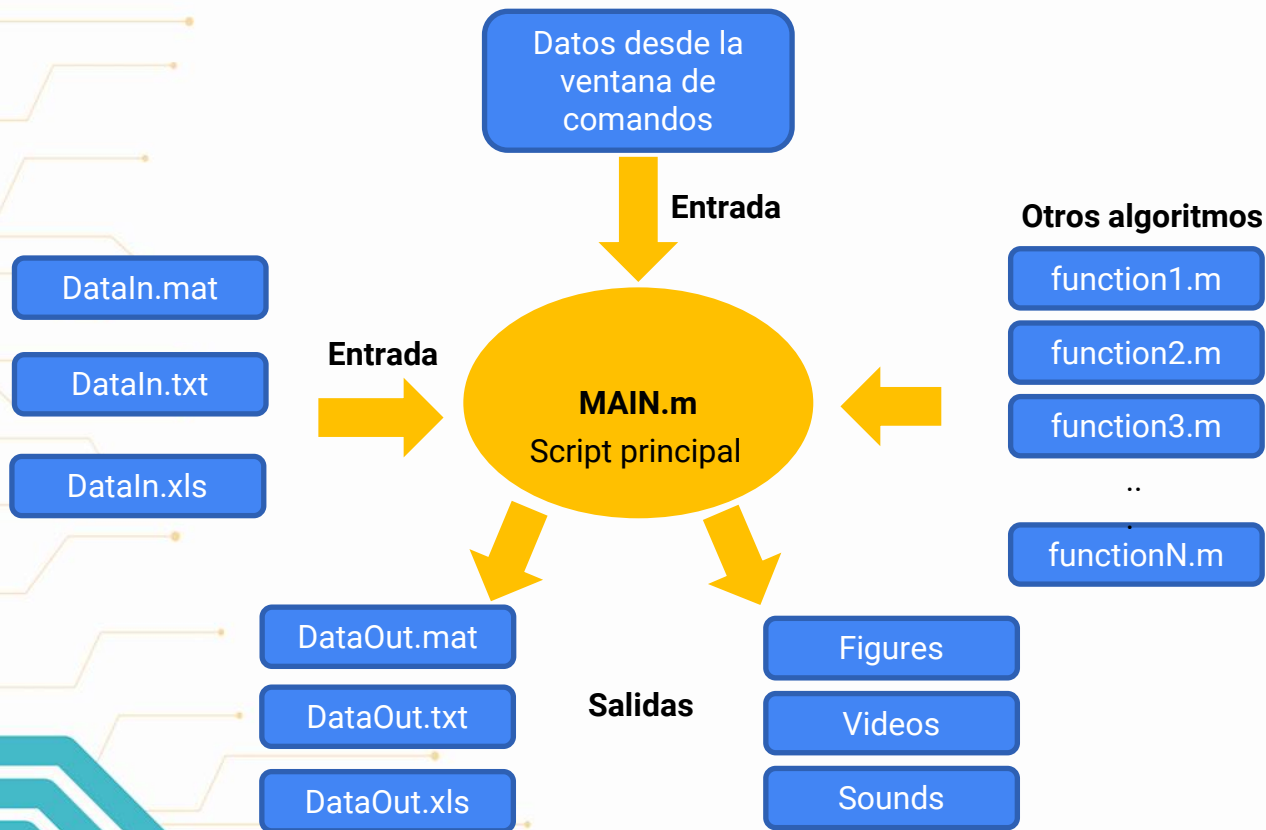 Datos desde la
ventana de
comandos
Entrada
Otros algoritmos
DataIn.mat
DataIn.txt
DataIn.xls
Entrada
MAIN.m
Script principal
function1.m
function2.m
function3.m
..
.
functionN.m
DataOut.mat
DataOut.txt
DataOut.xls
Salidas
Figures
Videos
Sounds